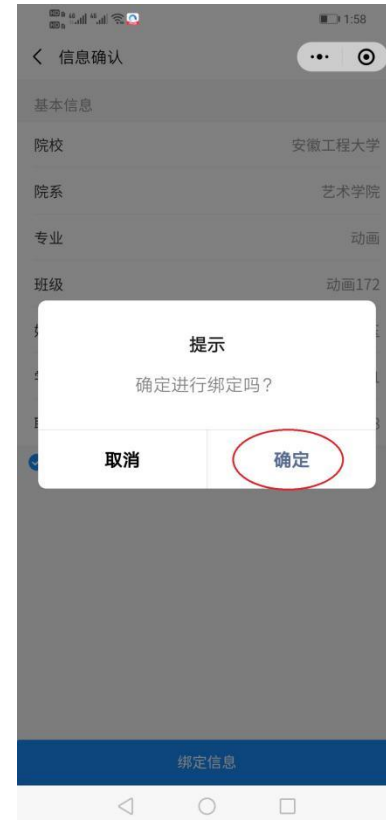 1:58
信息确认
基本信息
院校 安徽工程大学
院系 艺术学院
专业 动画
班级 动画172
提示
确定进行绑定吗?
取消 确定
绑定信息